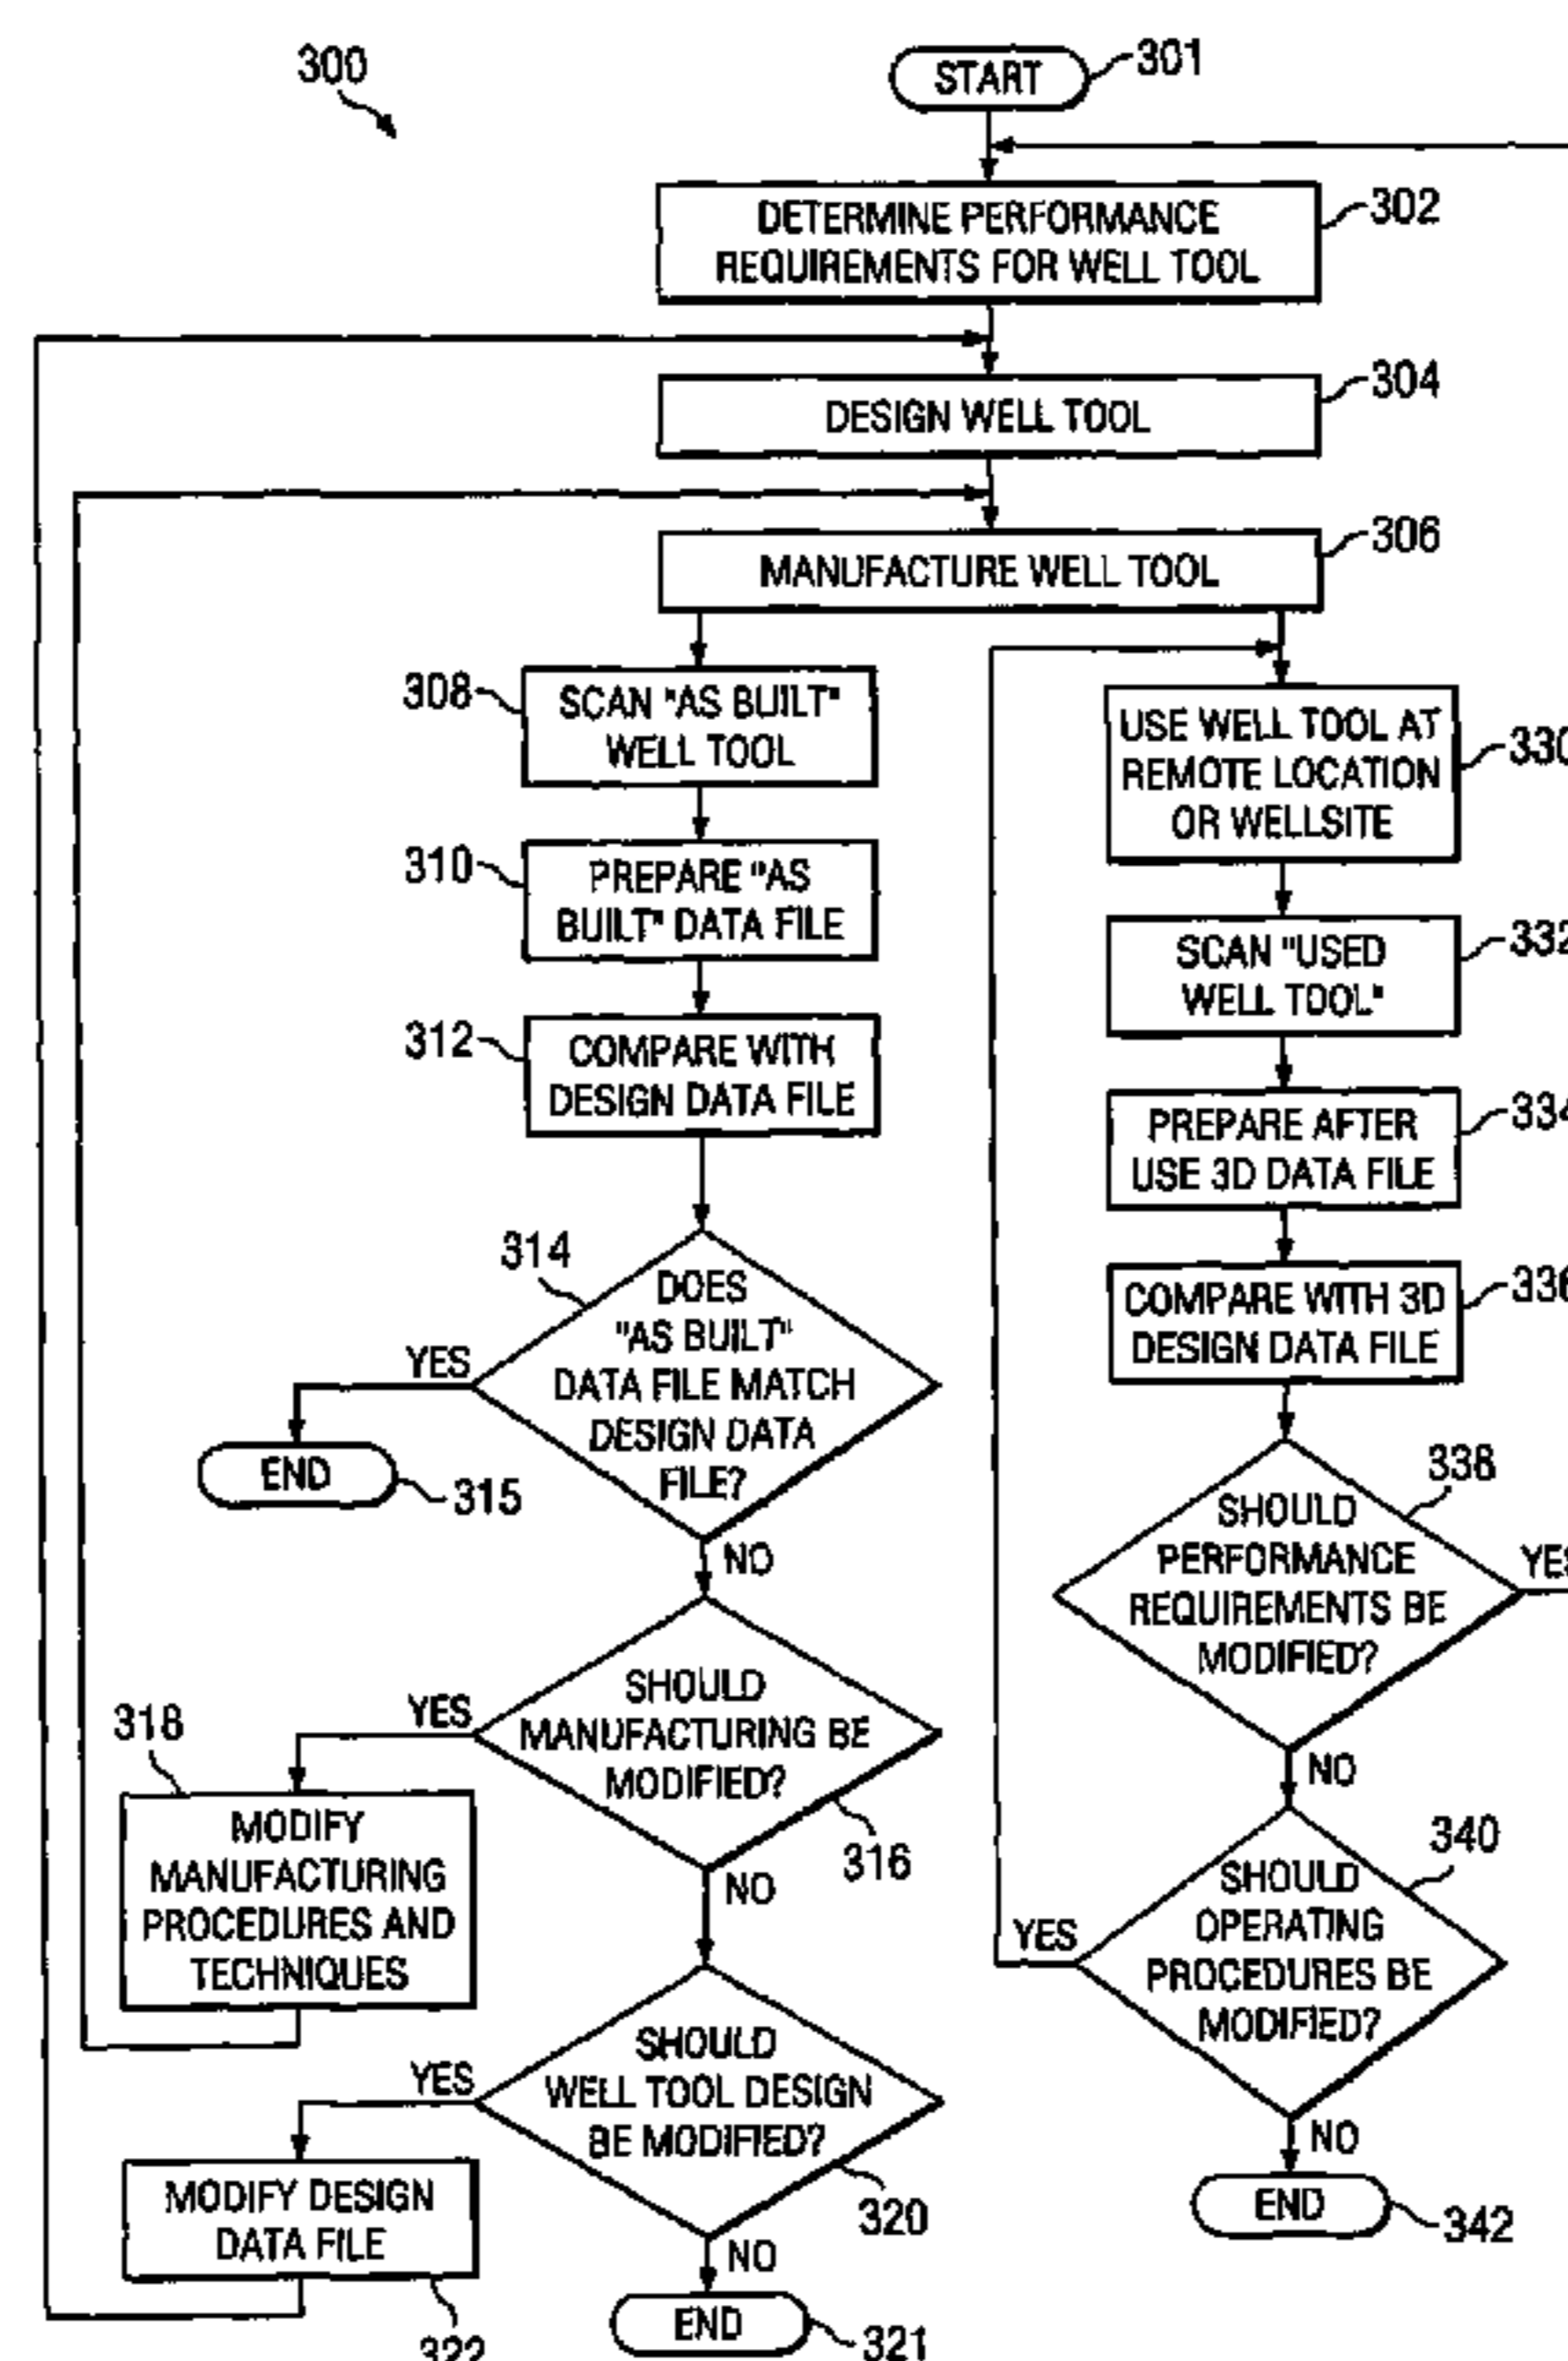 300
START
301
DETERMINE PERFORMANCE
REQUIREMENTS FOR WELL TOOL
302
DESIGN WELL TOOL
304
MANUFACTURE WELL TOOL
306
308
SCAN "AS BUILT"
WELL TOOL
310
PREPARE "AS
BUILT" DATA FILE
312
COMPARE WITH
DESIGN DATA FILE
314
DOES
"AS BUILT"
DATA FILE MATCH
DESIGN DATA
FILE?
YES
END
315
NO
SHOULD
MANUFACTURING BE
MODIFIED?
316
YES
318
MODIFY
MANUFACTURING
PROCEDURES AND
TECHNIQUES
NO
SHOULD
WELL TOOL DESIGN
BE MODIFIED?
320
YES
MODIFY DESIGN
DATA FILE
322
NO
END
321
USE WELL TOOL AT
REMOTE LOCATION
OR WELLSITE
330
SCAN "USED
WELL TOOL"
332
PREPARE AFTER
USE 3D DATA FILE
334
COMPARE WITH 3D
DESIGN DATA FILE
336
338
SHOULD
PERFORMANCE
REQUIREMENTS BE
MODIFIED?
YES
NO
340
SHOULD
OPERATING
PROCEDURES BE
MODIFIED?
YES
NO
END
342